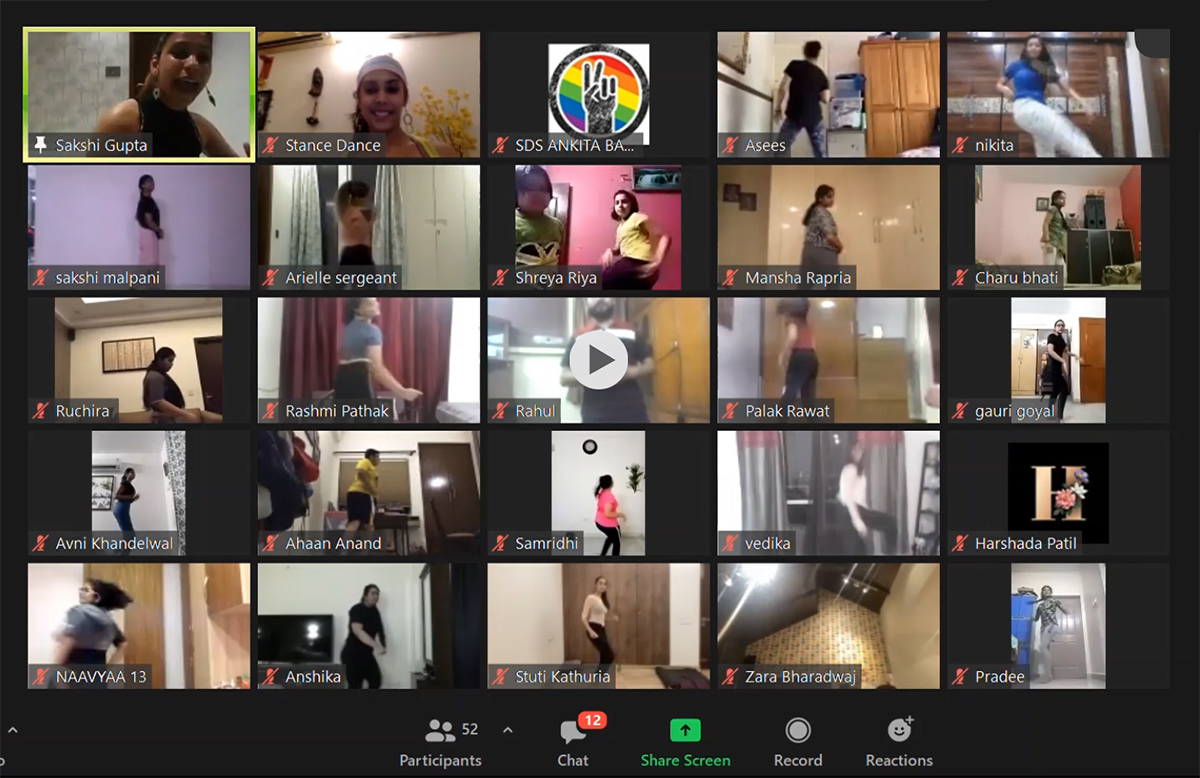 Sakshi Gupta
Stance Dance
SDS ANKITA BA...
Asees
nikita
sakshi malpani
Arielle sergeant
Shreya Riya
Mansha Rapria
Charu bhati
Ruchira
Rashmi Pathak
Rahul
Palak Rawat
gauri goyal
Avni Khandelwal
Ahaan Anand
Samridhi
vedika
H
Harshada Patil
NAAVYAA 13
Anshika
Stuti Kathuria
Zara Bharadwaj
Pradee
52
12
Participants
Chat
Share Screen
Record
Reactions